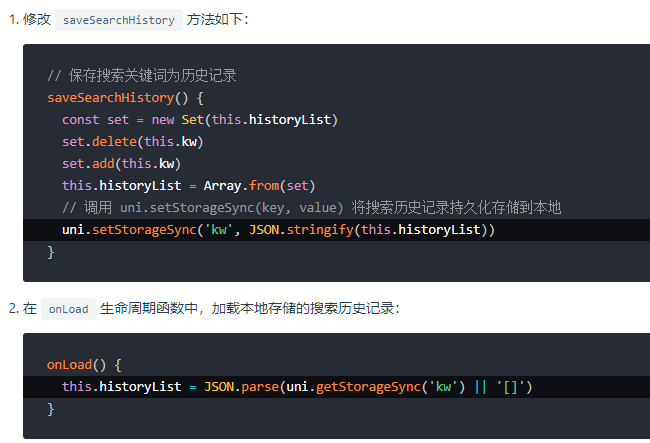 1. 修改 saveSearchHistory 方法如下：
// 保存搜索关键词为历史记录
saveSearchHistory() {
  const set = new Set(this.historyList)
  set.delete(this.kw)
  set.add(this.kw)
  this.historyList = Array.from(set)
  // 调用 uni.setStorageSync(key, value) 将搜索历史记录持久化存储到本地
  uni.setStorageSync('kw', JSON.stringify(this.historyList))
}
2. 在 onLoad 生命周期函数中，加载本地存储的搜索历史记录：
onLoad() {
  this.historyList = JSON.parse(uni.getStorageSync('kw') || '[]')
}